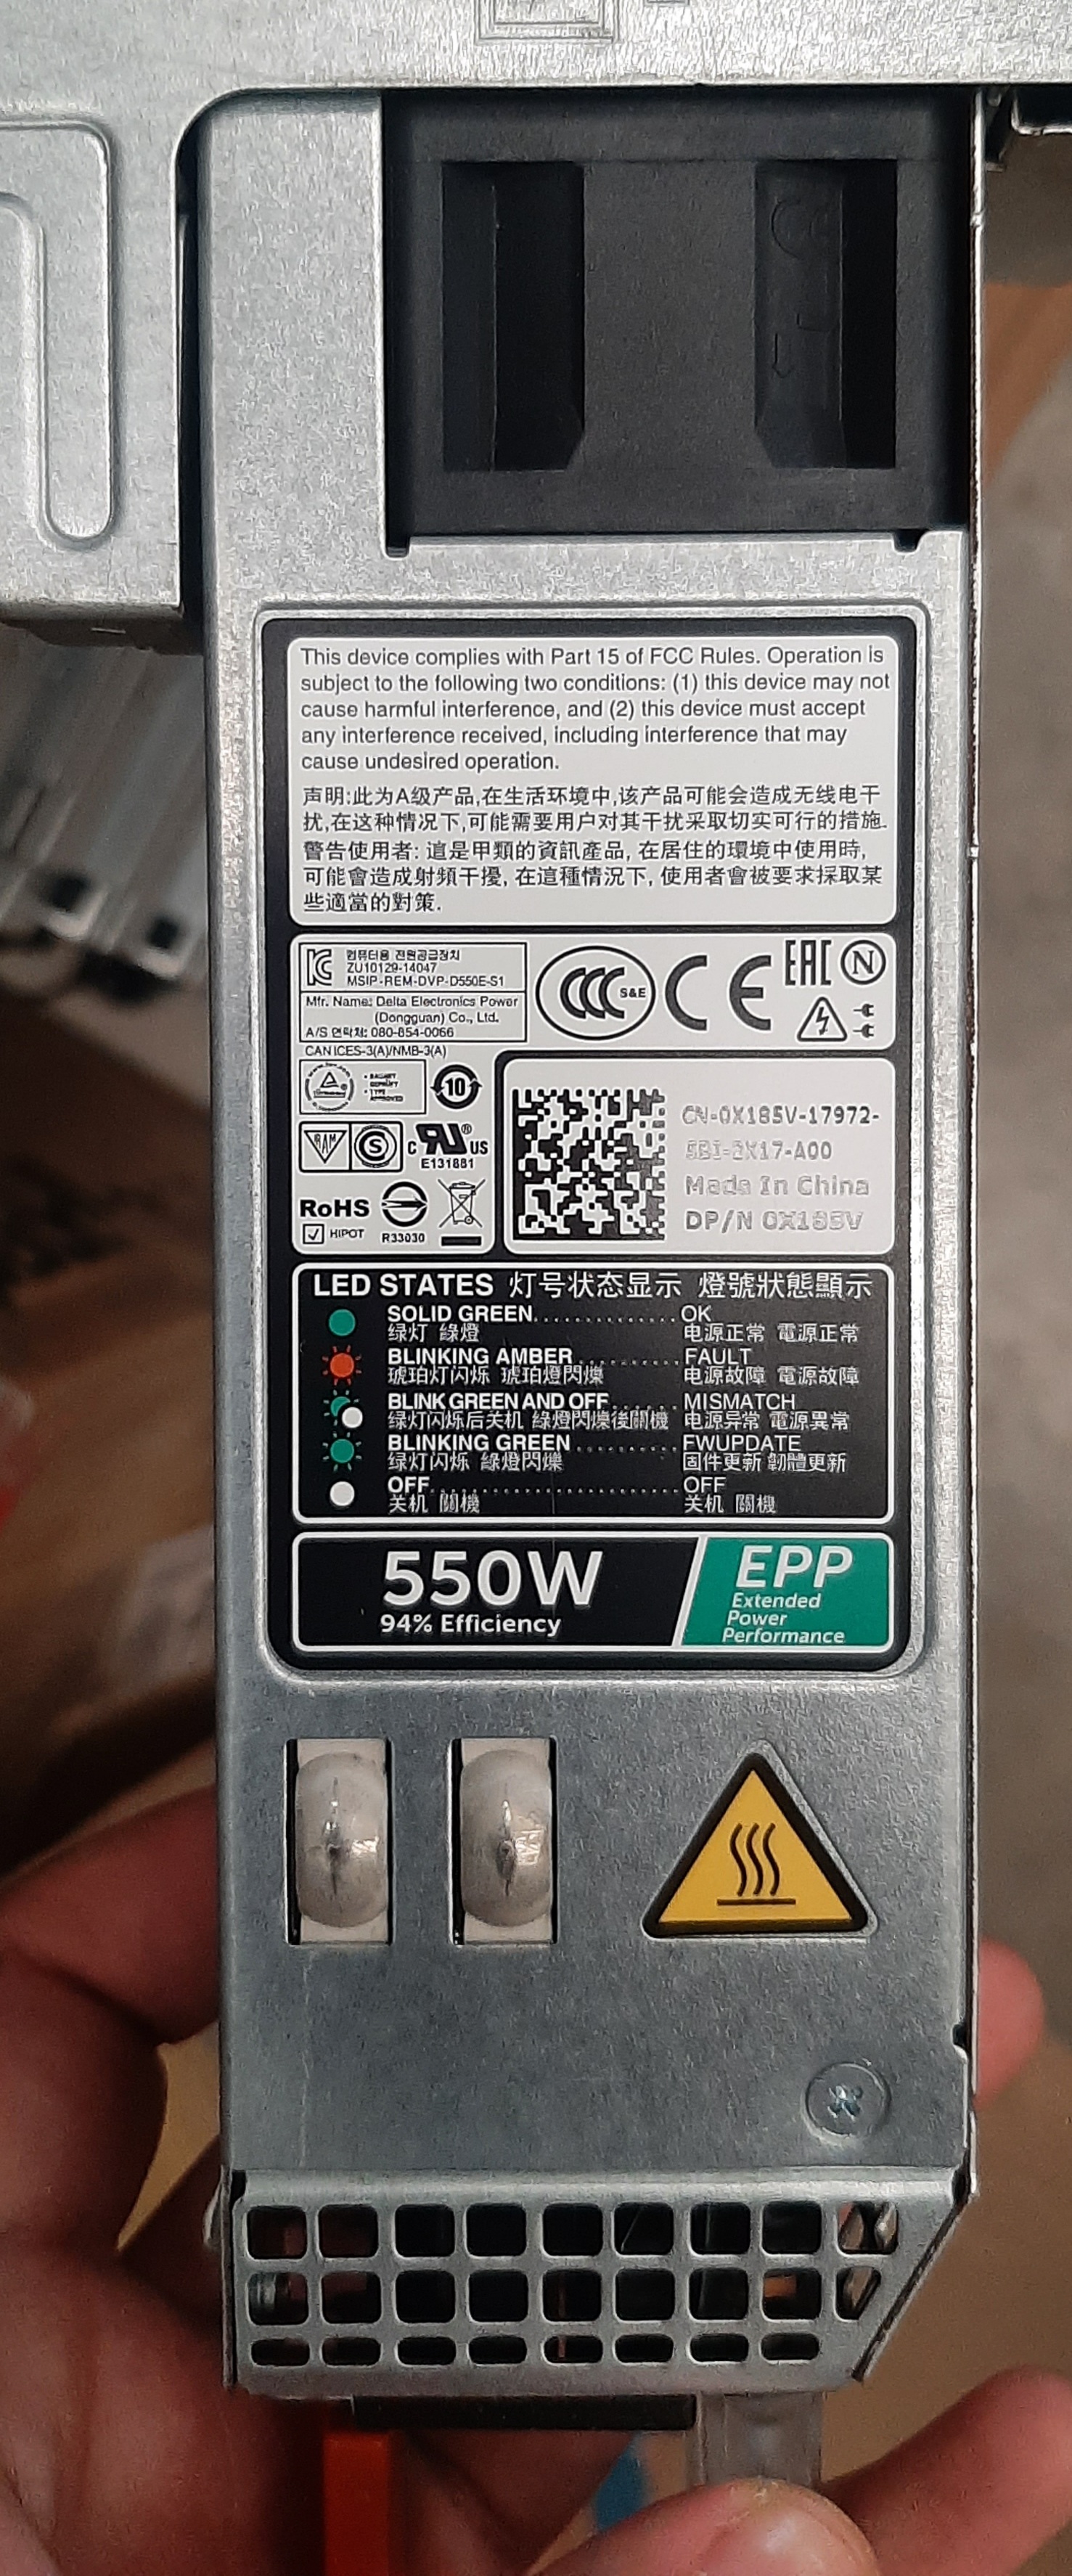 This device complies with Part 15 of FCC Rules. Operation is
subject to the following two conditions: (1) this device may not
cause harmful interference, and (2) this device must accept
any interference received, including interference that may
cause undesired operation.
声明:此为A级产品,在生活环境中,该产品可能会造成无线电干
扰,在这种情况下,可能需要用户对其干扰采取切实可行的措施.
警告使用者: 這是甲類的資訊產品, 在居住的環境中使用時,
可能會造成射頻干擾, 在這種情況下, 使用者會被要求採取某
些適當的對策.
컴퓨터용 전원공급장치
ZU10129-14047
MSIP-REM-DVP-D550E-S1
Mfr. Name: Delta Electronics Power
(Dongguan) Co., Ltd.
A/S 연락처: 080-854-0066
CCC S&E CE EAC N
CAN ICES-3(A)/NMB-3(A)
10
S
C US
E131881
RoHS
HIPOT
R33030
CN-0X185V-17972-
5BI-2X17-A00
Made In China
DP/N 0X185V
LED STATES 灯号状态显示 燈號狀態顯示
SOLID GREEN.................... OK
绿灯 綠燈 电源正常 電源正常
BLINKING AMBER .............. FAULT
琥珀灯闪烁 琥珀燈閃爍 电源故障 電源故障
BLINK GREEN AND OFF....... MISMATCH
绿灯闪烁后关机 綠燈閃爍後關機 电源异常 電源異常
BLINKING GREEN .............. FWUPDATE
绿灯闪烁 綠燈閃爍 固件更新 韌體更新
OFF.................................. OFF
关机 關機 关机 關機
550W
94% Efficiency
EPP
Extended
Power
Performance